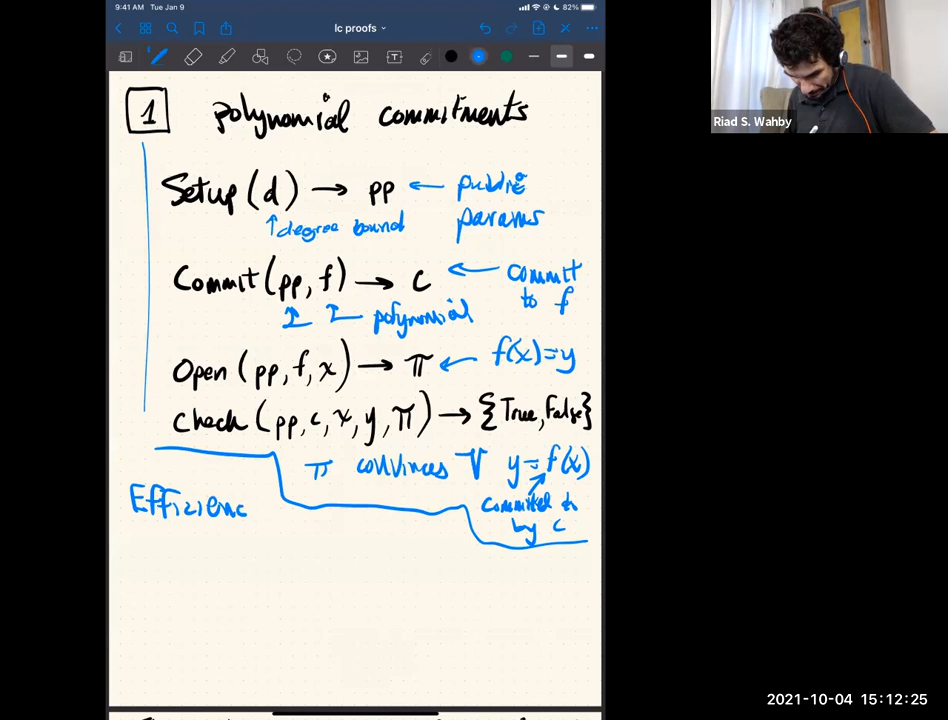 9:41 AM Tue Jan 9
82%
lc proofs
1 polynomial commitments
Setup(d) → pp ← public params
↑degree bound
Commit(pp, f) → c ← commit to f
polynomial
Open(pp, f, x) → π ← f(x)=y
Check(pp, c, x, y, π) → {True, False}
π convinces V y = f(x)
committed to
by c
Efficienc
Riad S. Wahby
2021-10-04 15:12:25